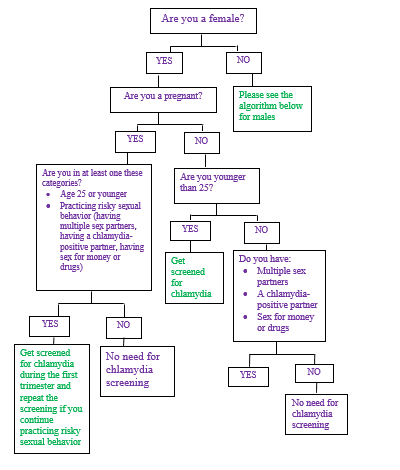 Are you a female?
YES
NO
Are you a pregnant?
Please see the
algorithm below
for males
YES
NO
Are you in at least one these
categories?
• Age 25 or younger
• Practicing risky sexual
behavior (having
multiple sex partners,
having a chlamydia-
positive partner, having
sex for money or
drugs)
Are you younger
than 25?
YES
NO
Get
screened
for
chlamydia
Do you have:
• Multiple sex
partners
• A chlamydia-
positive partner
• Sex for money
or drugs
YES
NO
Get screened
for chlamydia
during the first
trimester and
repeat the
screening if you
continue
practicing risky
sexual behavior
No need for
chlamydia
screening
YES
NO
No need for
chlamydia
screening